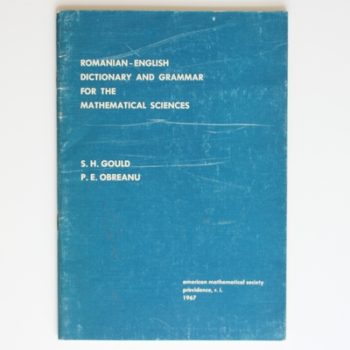 ROMANIAN-ENGLISH
DICTIONARY AND GRAMMAR
FOR THE
MATHEMATICAL SCIENCES
S. H. GOULD
P. E. OBREANU
american mathematical society
providence, r. i.
1967